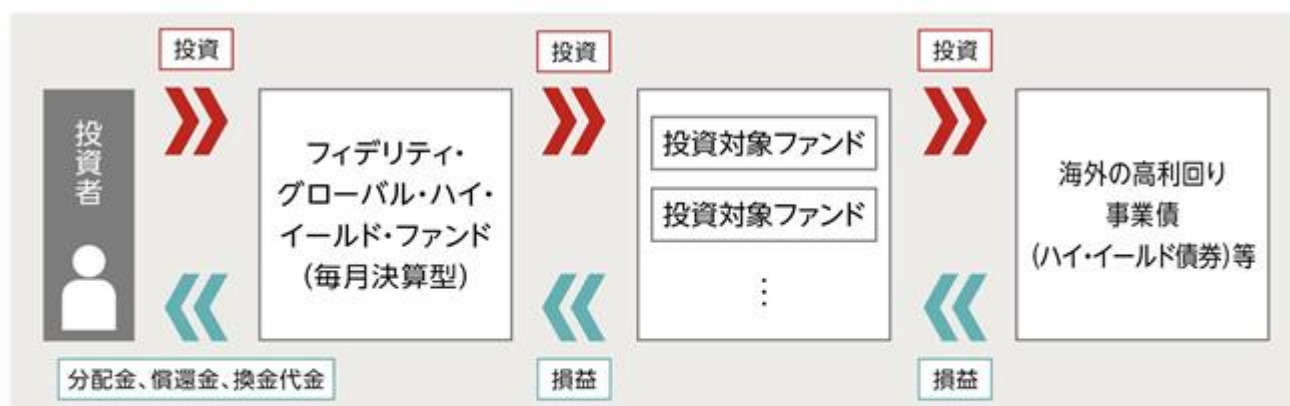 投資
投資
投資
投資者
フィデリティ・
グローバル・ハイ・
イールド・ファンド
(毎月決算型)
投資対象ファンド
投資対象ファンド
⋮
海外の高利回り
事業債
(ハイ・イールド債券)等
分配金、償還金、換金代金
損益
損益